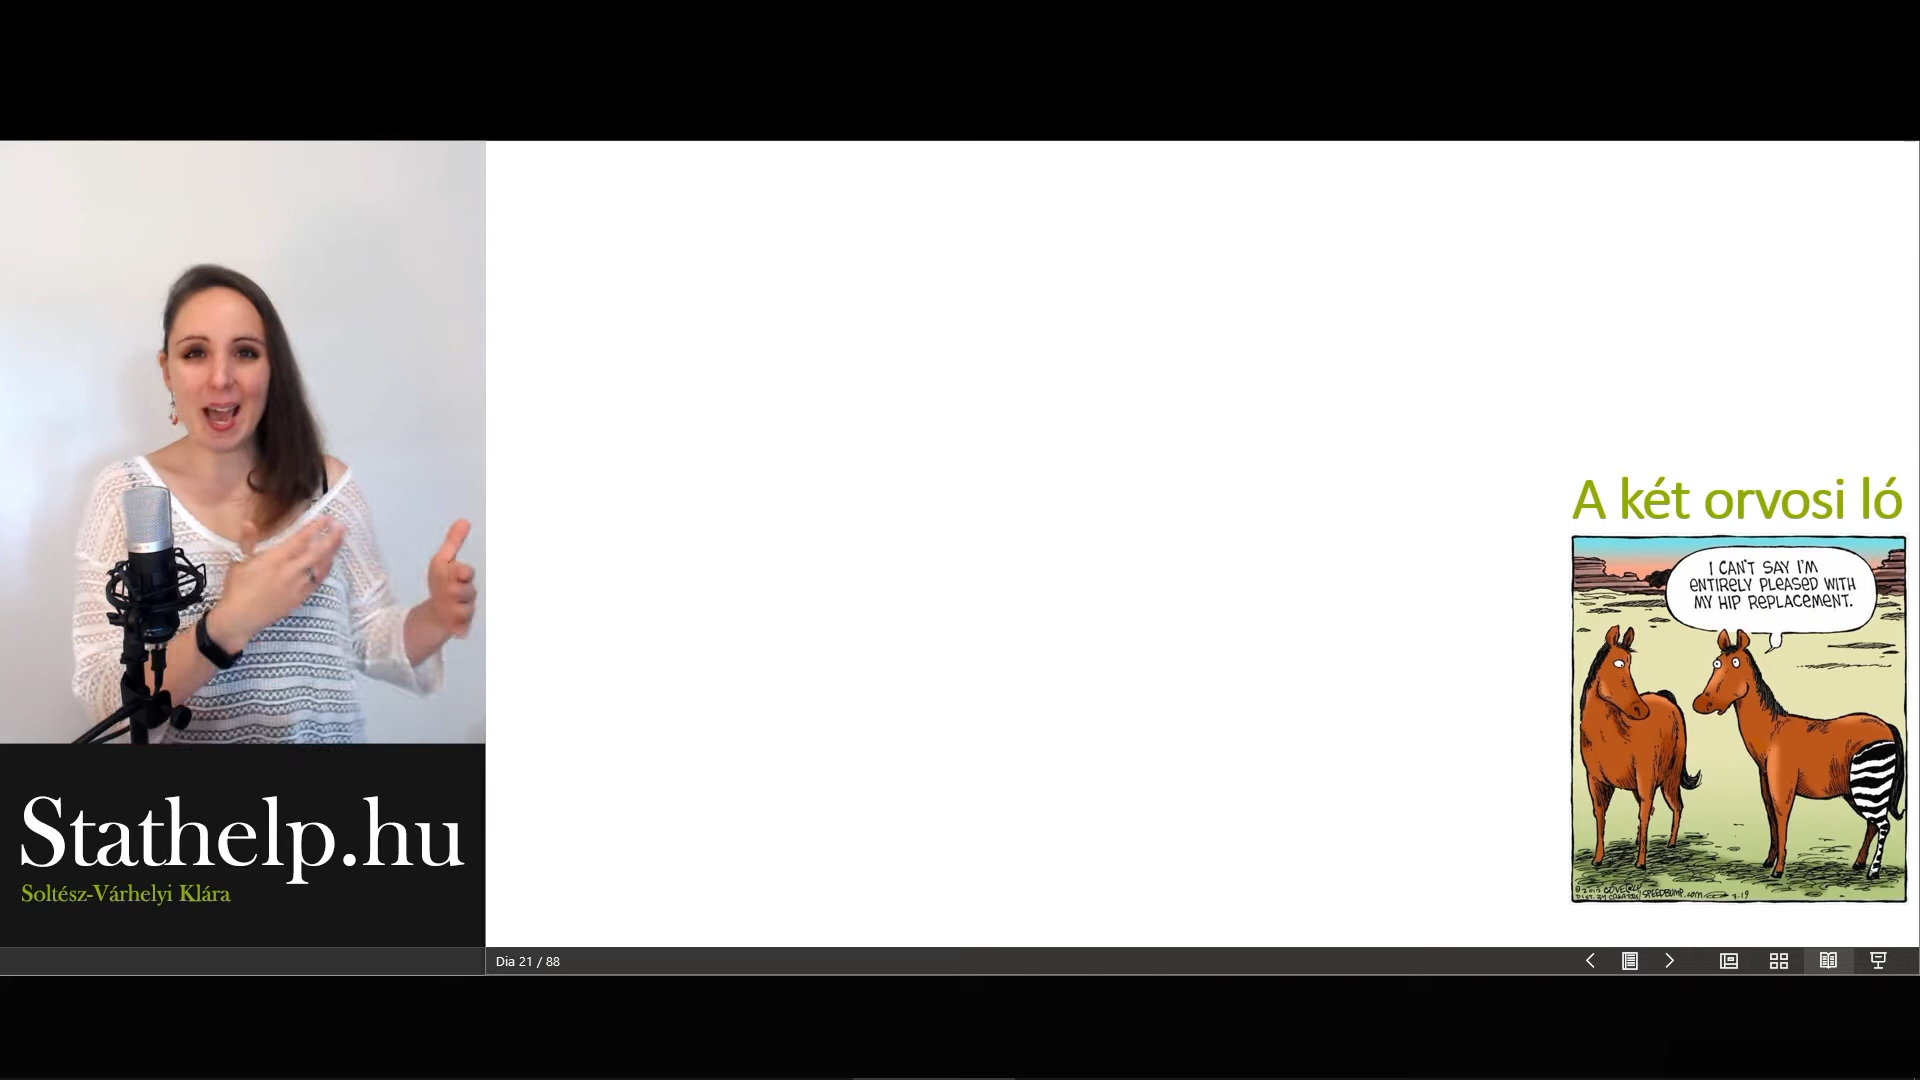 A két orvosi ló
I CAN'T SAY I'M
ENTIRELY PLEASED WITH
MY HIP REPLACEMENT.
Stathelp.hu
Soltész-Várhelyi Klára
Dia 21 / 88